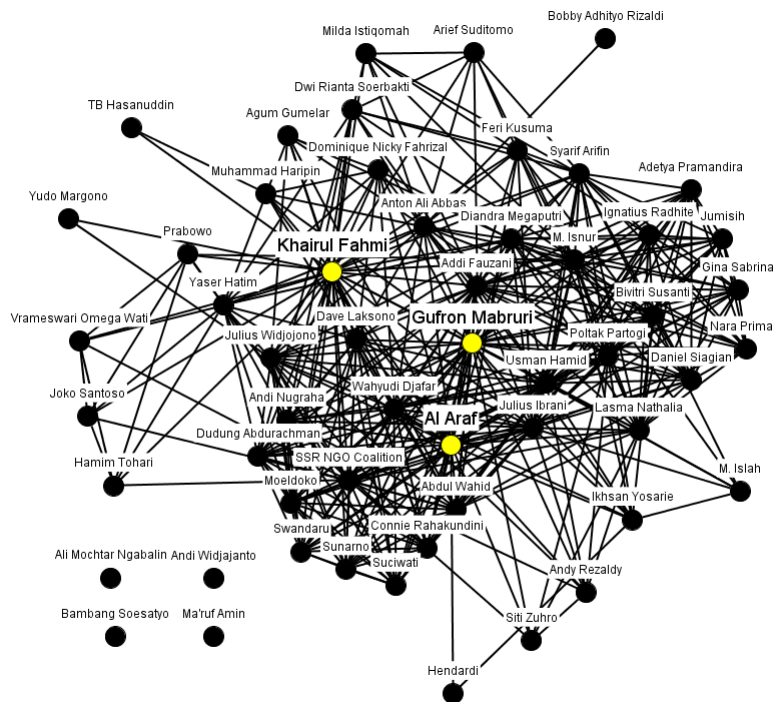 Bobby Adhityo Rizaldi
Milda Istiqomah
Arief Suditomo
Dwi Rianta Soerbakti
TB Hasanuddin
Agum Gumelar
Feri Kusuma
Dominique Nicky Fahrizal
Syarif Arifin
Muhammad Haripin
Adetya Pramandira
Yudo Margono
Anton Ali Abbas
Diandra Megaputri
Ignatius Radhite
Jumisih
Prabowo
Khairul Fahmi
M. Isnur
Addi Fauzani
Gina Sabrina
Yaser Hatim
Bivitri Susanti
Vrameswari Omega Wati
Dave Laksono
Gufron Mabruri
Julius Widjojono
Poltak Partogi
Nara Prima
Usman Hamid
Daniel Siagian
Joko Santoso
Andi Nugraha
Wahyudi Djafar
Al Araf
Julius Ibrani
Lasma Nathalia
Dudung Abdurachman
Hamim Tohari
SSR NGO Coalition
Moeldoko
Abdul Wahid
M. Islah
Ikhsan Yosarie
Swandaru
Connie Rahakundini
Sunarno
Suciwati
Ali Mochtar Ngabalin
Andi Widjajanto
Andy Rezaldy
Bambang Soesatyo
Ma'ruf Amin
Siti Zuhro
Hendardi